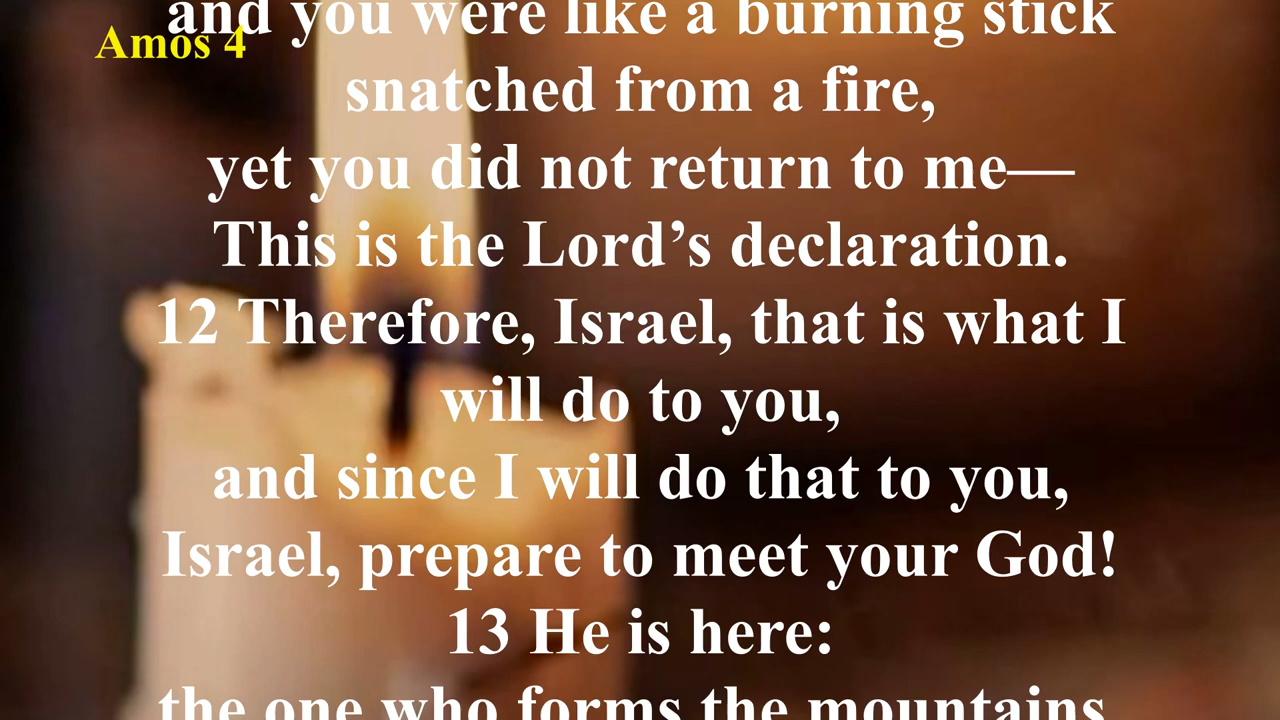 and you were like a burning stick
Amos 4
snatched from a fire,
yet you did not return to me—
This is the Lord’s declaration.
12 Therefore, Israel, that is what I
will do to you,
and since I will do that to you,
Israel, prepare to meet your God!
13 He is here:
the one who forms the mountains,